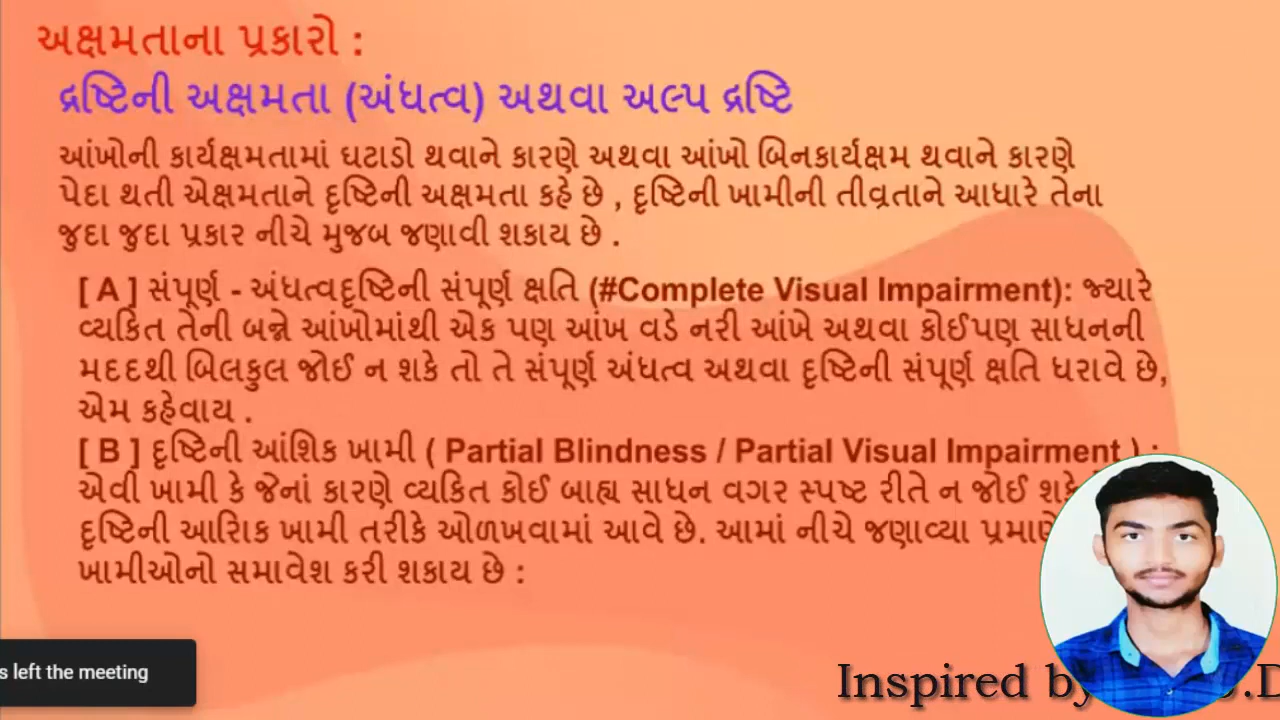 અક્ષમતાના પ્રકારો :
દ્રષ્ટિની અક્ષમતા (અંધત્વ) અથવા અલ્પ દ્રષ્ટિ
આંખોની કાર્યક્ષમતામાં ઘટાડો થવાને કારણે અથવા આંખો બિનકાર્યક્ષમ થવાને કારણે
પેદા થતી એક્ષમતાને દૃષ્ટિની અક્ષમતા કહે છે , દૃષ્ટિની ખામીની તીવ્રતાને આધારે તેના
જુદા જુદા પ્રકાર નીચે મુજબ જણાવી શકાય છે .
[ A ] સંપૂર્ણ - અંધત્વદૃષ્ટિની સંપૂર્ણ ક્ષતિ (#Complete Visual Impairment): જ્યારે
વ્યકિત તેની બન્ને આંખોમાંથી એક પણ આંખ વડે નરી આંખે અથવા કોઈપણ સાધનની
મદદથી બિલકુલ જોઈ ન શકે તો તે સંપૂર્ણ અંધત્વ અથવા દૃષ્ટિની સંપૂર્ણ ક્ષતિ ધરાવે છે,
એમ કહેવાય .
[ B ] દૃષ્ટિની આંશિક ખામી ( Partial Blindness / Partial Visual Impairment ) :
એવી ખામી કે જેનાં કારણે વ્યકિત કોઈ બાહ્ય સાધન વગર સ્પષ્ટ રીતે ન જોઈ શકે
દૃષ્ટિની આરિાક ખામી તરીકે ઓળખવામાં આવે છે. આમાં નીચે જણાવ્યા પ્રમાણે
ખામીઓનો સમાવેશ કરી શકાય છે :
s left the meeting
Inspired by